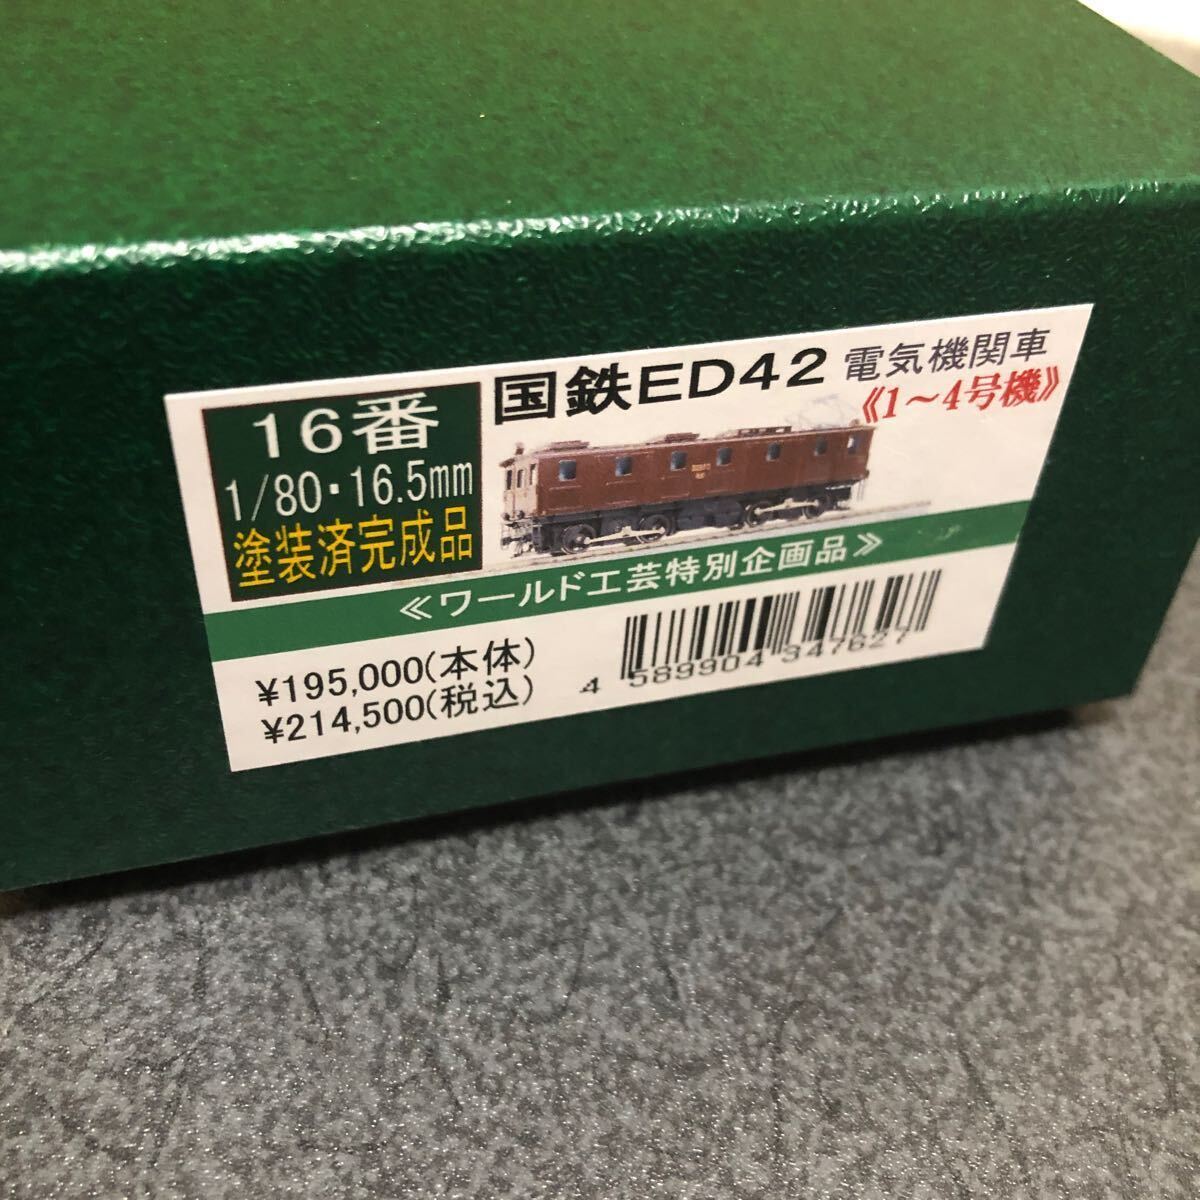 16番
1/80・16.5mm
塗装済完成品
国鉄ED42 電気機関車
《1～4号機》
≪ワールド工芸特別企画品≫
¥195,000(本体)
¥214,500(税込)
4 589904 347627